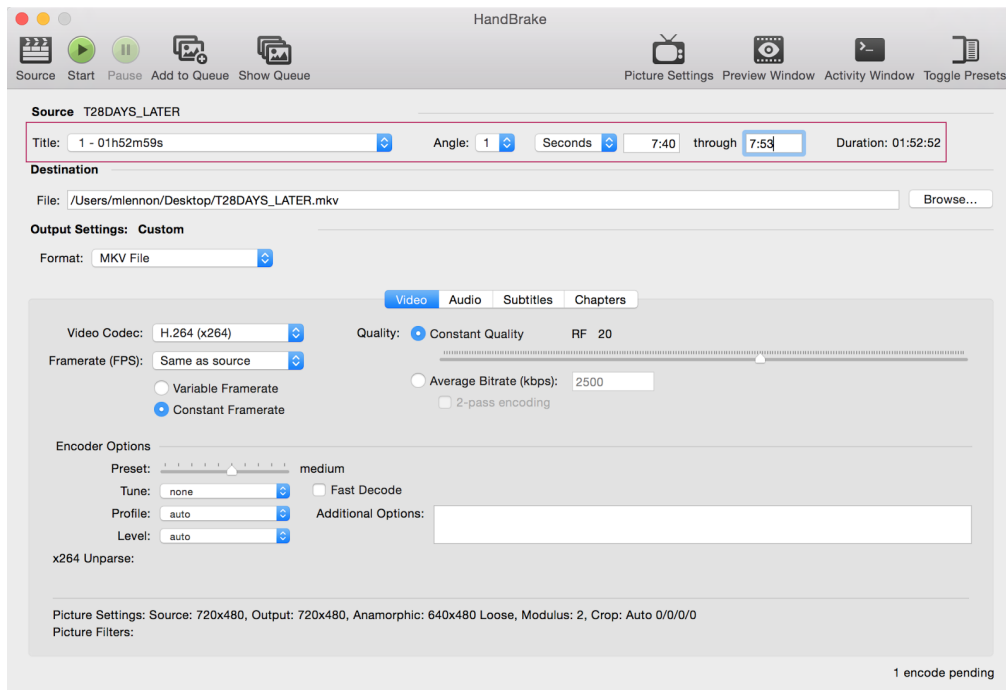 HandBrake
Source Start Pause Add to Queue Show Queue Picture Settings Preview Window Activity Window Toggle Presets
Source T28DAYS_LATER
Title: 1 - 01h52m59s Angle: 1 Seconds 7:40 through 7:53 Duration: 01:52:52
Destination
File: /Users/mlennon/Desktop/T28DAYS_LATER.mkv Browse...
Output Settings: Custom
Format: MKV File
Video Audio Subtitles Chapters
Video Codec: H.264 (x264) Quality: Constant Quality RF 20
Framerate (FPS): Same as source
Variable Framerate Average Bitrate (kbps): 2500
Constant Framerate 2-pass encoding
Encoder Options
Preset: medium
Tune: none Fast Decode
Profile: auto Additional Options:
Level: auto
x264 Unparse:
Picture Settings: Source: 720x480, Output: 720x480, Anamorphic: 640x480 Loose, Modulus: 2, Crop: Auto 0/0/0/0
Picture Filters:
1 encode pending